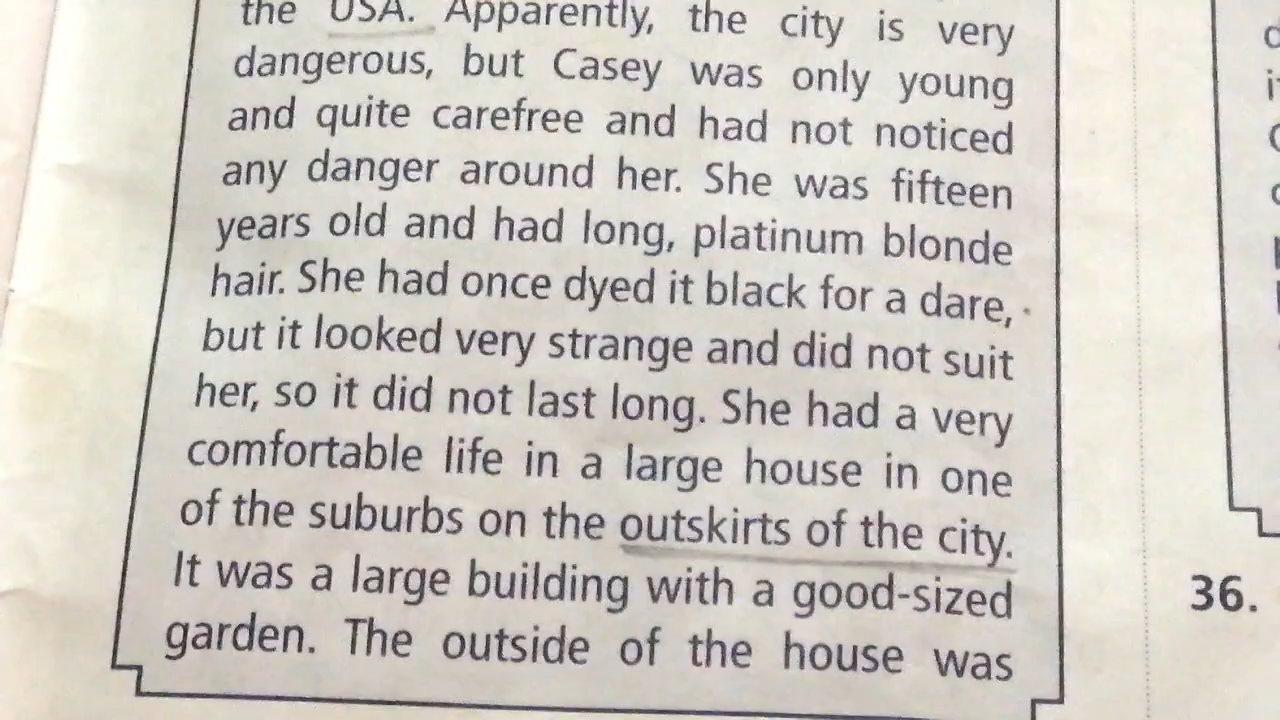 the USA. Apparently, the city is very
dangerous, but Casey was only young
and quite carefree and had not noticed
any danger around her. She was fifteen
years old and had long, platinum blonde
hair. She had once dyed it black for a dare,
but it looked very strange and did not suit
her, so it did not last long. She had a very
comfortable life in a large house in one
of the suburbs on the outskirts of the city.
It was a large building with a good-sized
garden. The outside of the house was
36.